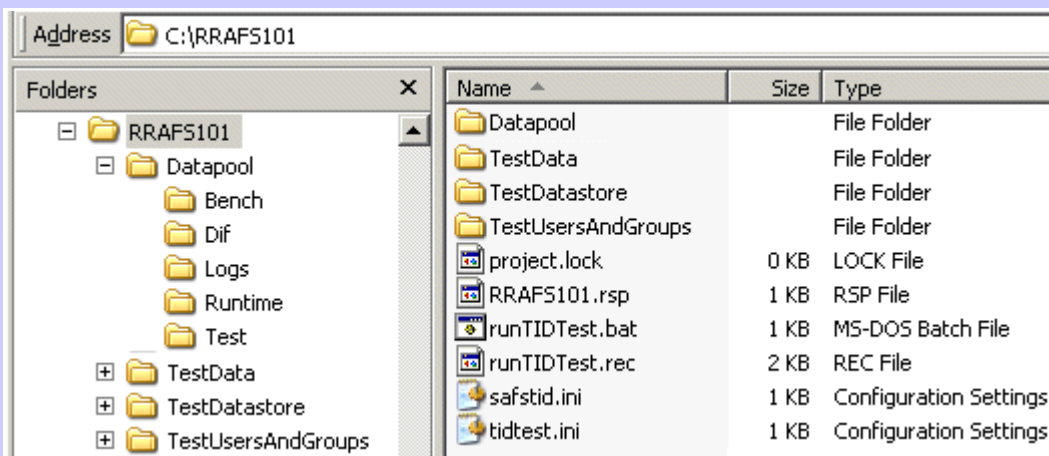 Address C:\RRAFS101
Folders
RRAFS101
Datapool
Bench
Dif
Logs
Runtime
Test
TestData
TestDatastore
TestUsersAndGroups
Name Size Type
Datapool File Folder
TestData File Folder
TestDatastore File Folder
TestUsersAndGroups File Folder
project.lock 0 KB LOCK File
RRAFS101.rsp 1 KB RSP File
runTIDTest.bat 1 KB MS-DOS Batch File
runTIDTest.rec 2 KB REC File
safstid.ini 1 KB Configuration Settings
tidtest.ini 1 KB Configuration Settings